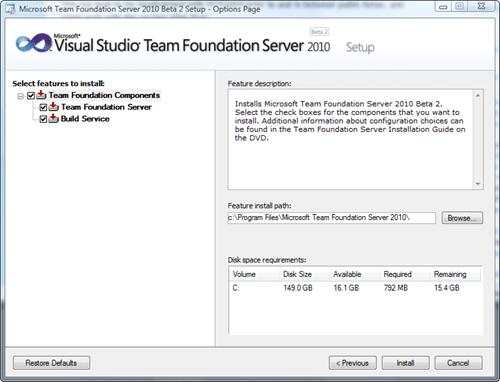 Microsoft Team Foundation Server 2010 Beta 2 Setup - Options Page
Beta 2
Microsoft®
Visual Studio Team Foundation Server 2010 Setup
Select features to install:
Team Foundation Components
Team Foundation Server
Build Service
Feature description:
Installs Microsoft Team Foundation Server 2010 Beta 2.
Select the check boxes for the components that you want to
install. Additional information about configuration choices can
be found in the Team Foundation Server Installation Guide on
the DVD.
Feature install path:
c:\Program Files\Microsoft Team Foundation Server 2010\
Browse...
Disk space requirements:
Volume Disk Size Available Required Remaining
C: 149.0 GB 16.1 GB 792 MB 15.4 GB
Restore Defaults
< Previous
Install
Cancel